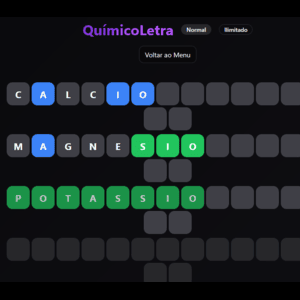 QuímicoLetra Normal Ilimitado
Voltar ao Menu
C A L C I O
M A G N E S I O
P O T A S S I O